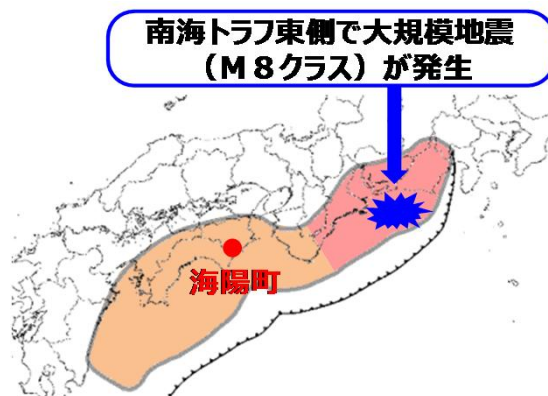 南海トラフ東側で大規模地震
（M８クラス）が発生
海陽町